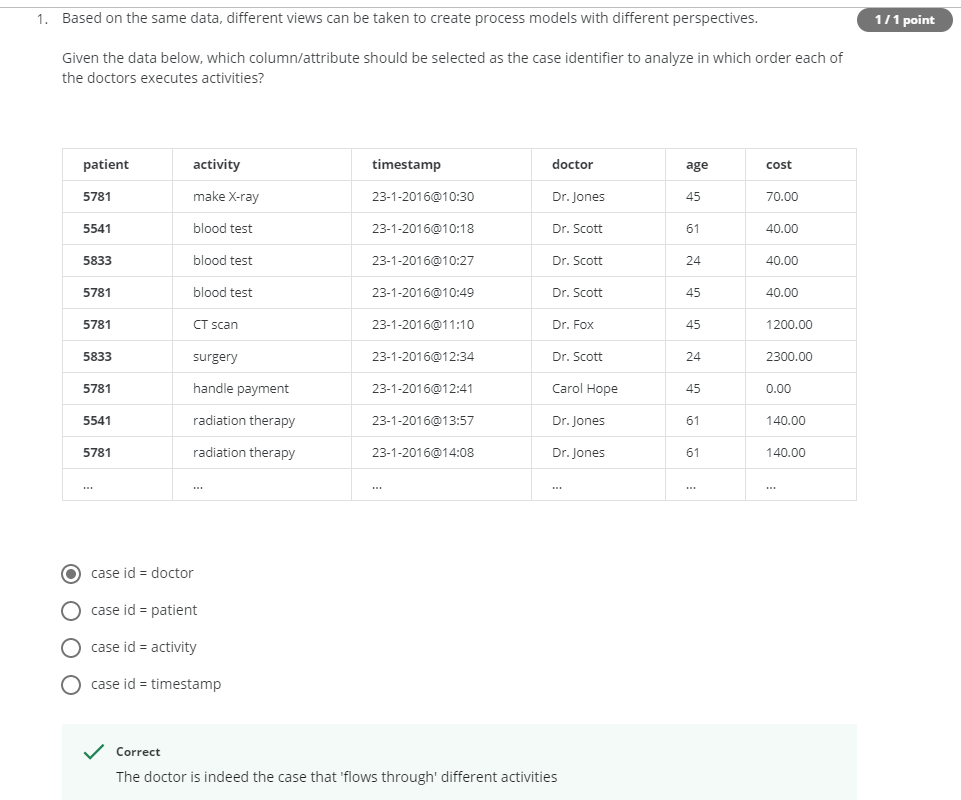 1. Based on the same data, different views can be taken to create process models with different perspectives.
1 / 1 point
Given the data below, which column/attribute should be selected as the case identifier to analyze in which order each of
the doctors executes activities?
patient activity timestamp doctor age cost
5781 make X-ray 23-1-2016@10:30 Dr. Jones 45 70.00
5541 blood test 23-1-2016@10:18 Dr. Scott 61 40.00
5833 blood test 23-1-2016@10:27 Dr. Scott 24 40.00
5781 blood test 23-1-2016@10:49 Dr. Scott 45 40.00
5781 CT scan 23-1-2016@11:10 Dr. Fox 45 1200.00
5833 surgery 23-1-2016@12:34 Dr. Scott 24 2300.00
5781 handle payment 23-1-2016@12:41 Carol Hope 45 0.00
5541 radiation therapy 23-1-2016@13:57 Dr. Jones 61 140.00
5781 radiation therapy 23-1-2016@14:08 Dr. Jones 61 140.00
... ... ... ... ... ...
case id = doctor
case id = patient
case id = activity
case id = timestamp
Correct
The doctor is indeed the case that 'flows through' different activities